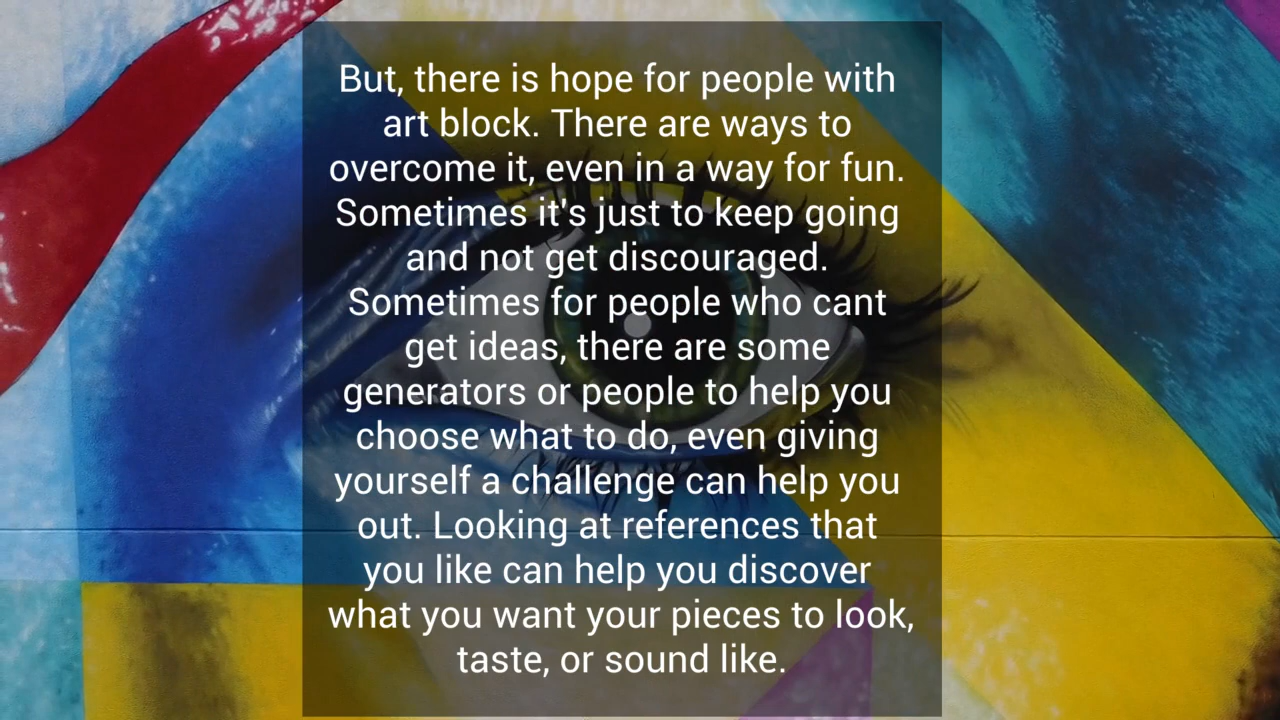 But, there is hope for people with
art block. There are ways to
overcome it, even in a way for fun.
Sometimes it's just to keep going
and not get discouraged.
Sometimes for people who cant
get ideas, there are some
generators or people to help you
choose what to do, even giving
yourself a challenge can help you
out. Looking at references that
you like can help you discover
what you want your pieces to look,
taste, or sound like.